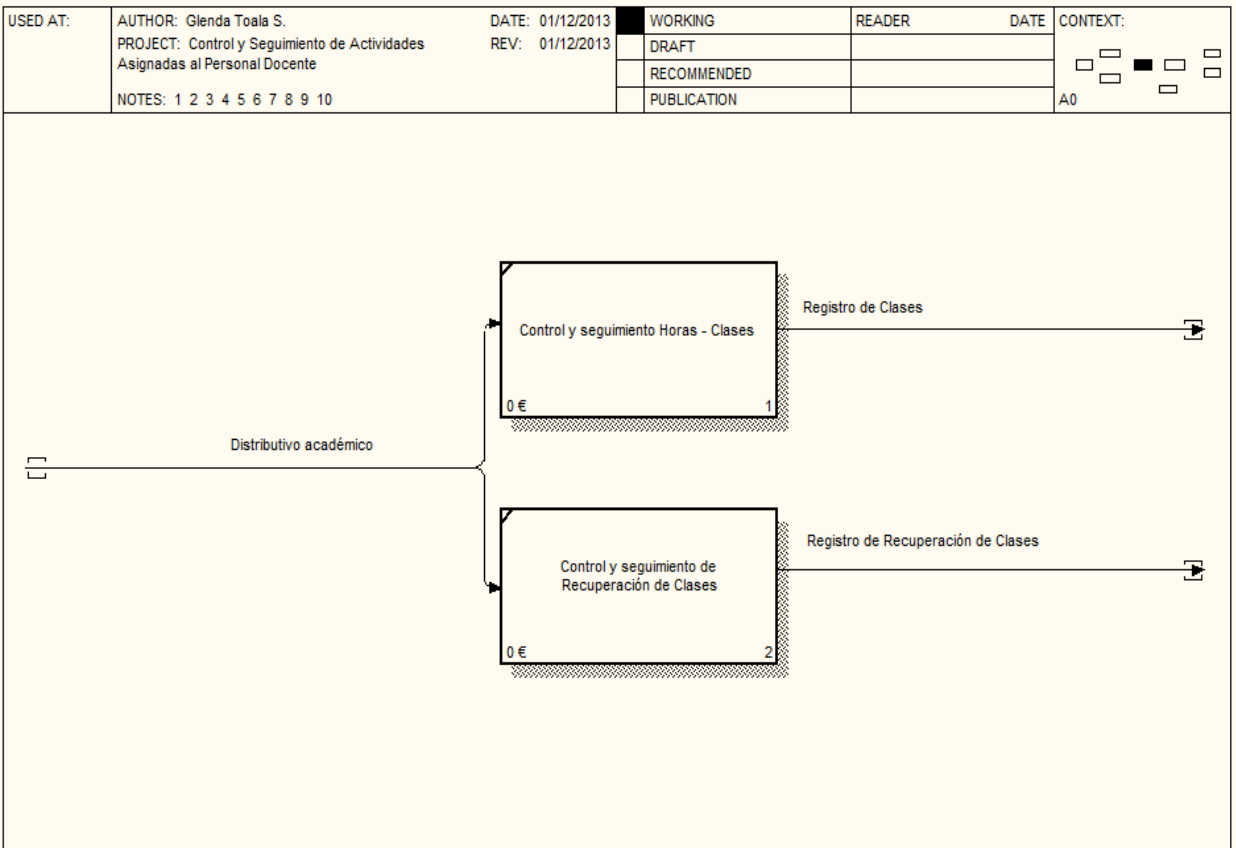 USED AT:
AUTHOR: Glenda Toala S.
DATE: 01/12/2013
PROJECT: Control y Seguimiento de Actividades
Asignadas al Personal Docente
REV: 01/12/2013
NOTES: 1 2 3 4 5 6 7 8 9 10
WORKING
DRAFT
RECOMMENDED
PUBLICATION
READER DATE
CONTEXT:
A0
Registro de Clases
Control y seguimiento Horas - Clases
0 € 1
Distributivo académico
Registro de Recuperación de Clases
Control y seguimiento de
Recuperación de Clases
0 € 2